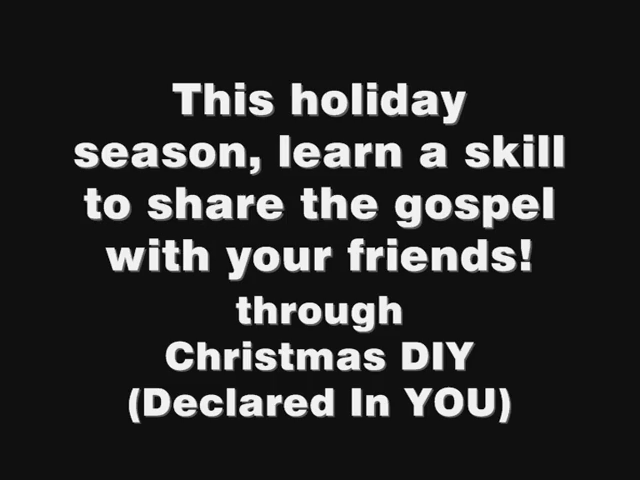 This holiday
season, learn a skill
to share the gospel
with your friends!
through
Christmas DIY
(Declared In YOU)